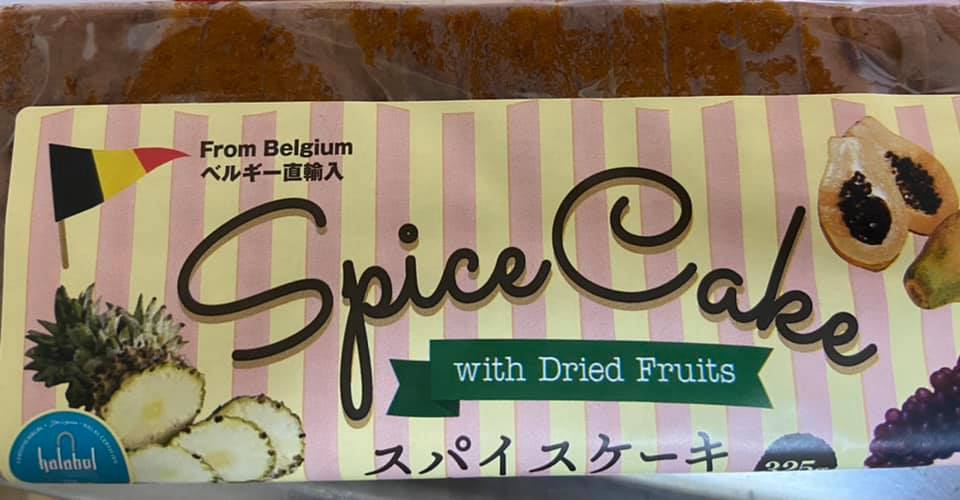 From Belgium
ベルギー直輸入
Spice Cake
with Dried Fruits
スパイスケーキ
halabel